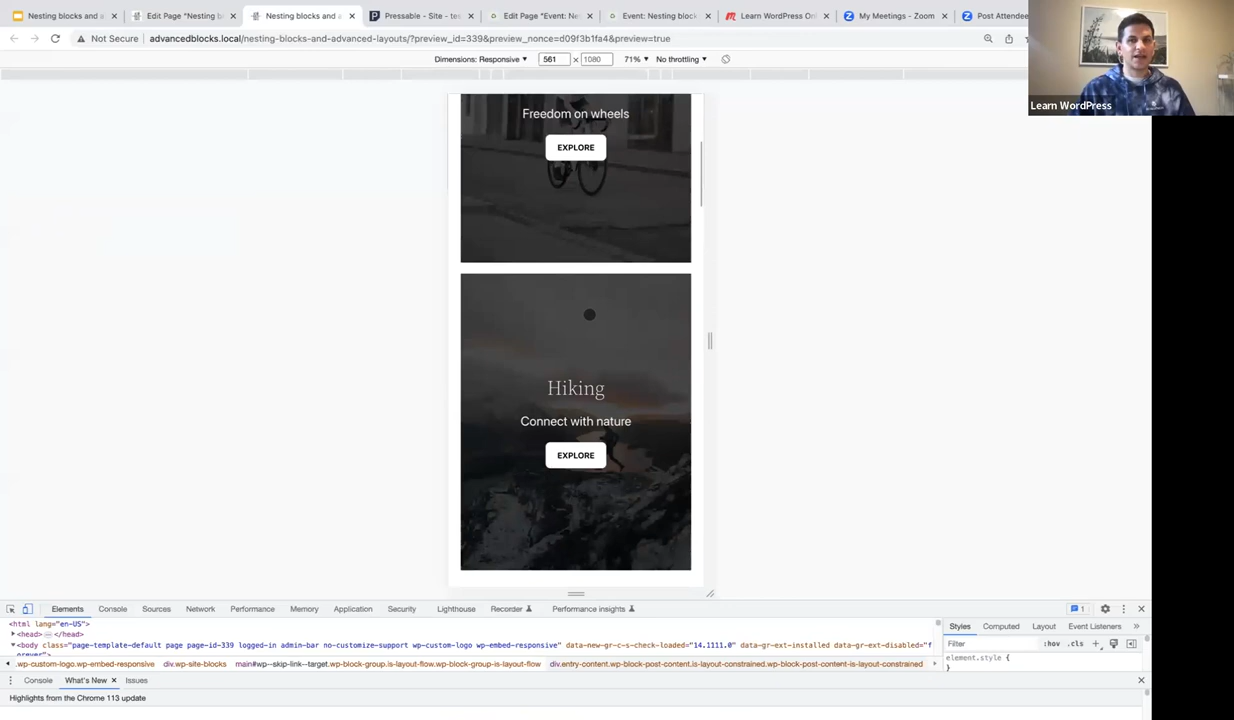 Nesting blocks and a
Edit Page "Nesting b
Nesting blocks and a
Pressable - Site - te
Edit Page "Event: Ne
Event: Nesting block
Learn WordPress Onl
My Meetings - Zoom
Post Attendee
Not Secure
advancedblocks.local/nesting-blocks-and-advanced-layouts/?preview_id=339&preview_nonce=d09f3b1fa4&preview=true
Dimensions: Responsive
561
×
1080
71%
No throttling
Learn WordPress
Freedom on wheels
EXPLORE
Hiking
Connect with nature
EXPLORE
Elements
Console
Sources
Network
Performance
Memory
Application
Security
Lighthouse
Recorder
Performance insights
1
<html lang="en-US">
<head> </head>
<body class="page-template-default page page-id-339 logged-in admin-bar no-customize-support wp-custom-logo wp-embed-responsive" data-new-gr-c-s-check-loaded="14.1111.0" data-gr-ext-installed data-gr-ext-disabled="f
orever">
.wp-custom-logo.wp-embed-responsive
div.wp-site-blocks
main#wp--skip-link--target.wp-block-group.is-layout-flow.wp-block-group-is-layout-flow
div.entry-content.wp-block-post-content.is-layout-constrained.wp-block-post-content-is-layout-constrained
Styles
Computed
Layout
Event Listeners
Filter
:hov
.cls
element.style {
}
Console
What's New
Issues
Highlights from the Chrome 113 update